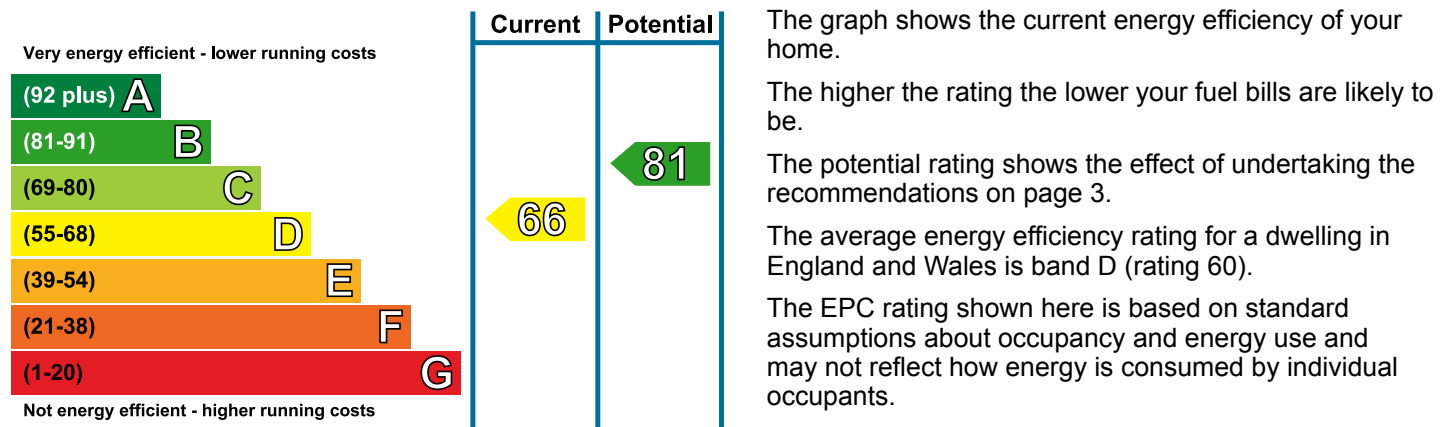 Current Potential
Very energy efficient - lower running costs
(92 plus) A
(81-91) B
(69-80) C
(55-68) D
(39-54) E
(21-38) F
(1-20) G
Not energy efficient - higher running costs
66
81
The graph shows the current energy efficiency of your
home.
The higher the rating the lower your fuel bills are likely to
be.
The potential rating shows the effect of undertaking the
recommendations on page 3.
The average energy efficiency rating for a dwelling in
England and Wales is band D (rating 60).
The EPC rating shown here is based on standard
assumptions about occupancy and energy use and
may not reflect how energy is consumed by individual
occupants.